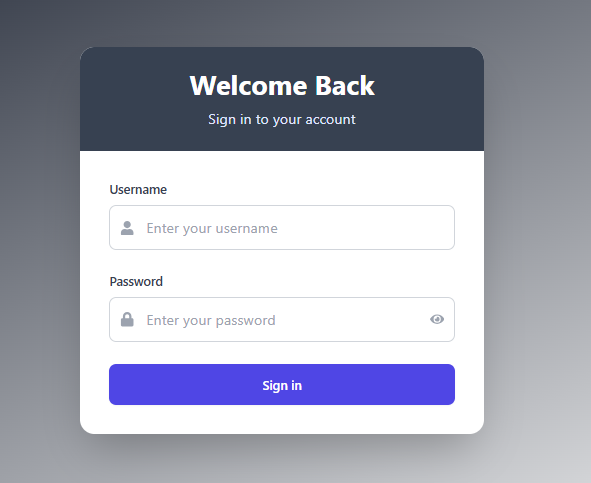 Welcome Back
Sign in to your account
Username
Enter your username
Password
Enter your password
Sign in